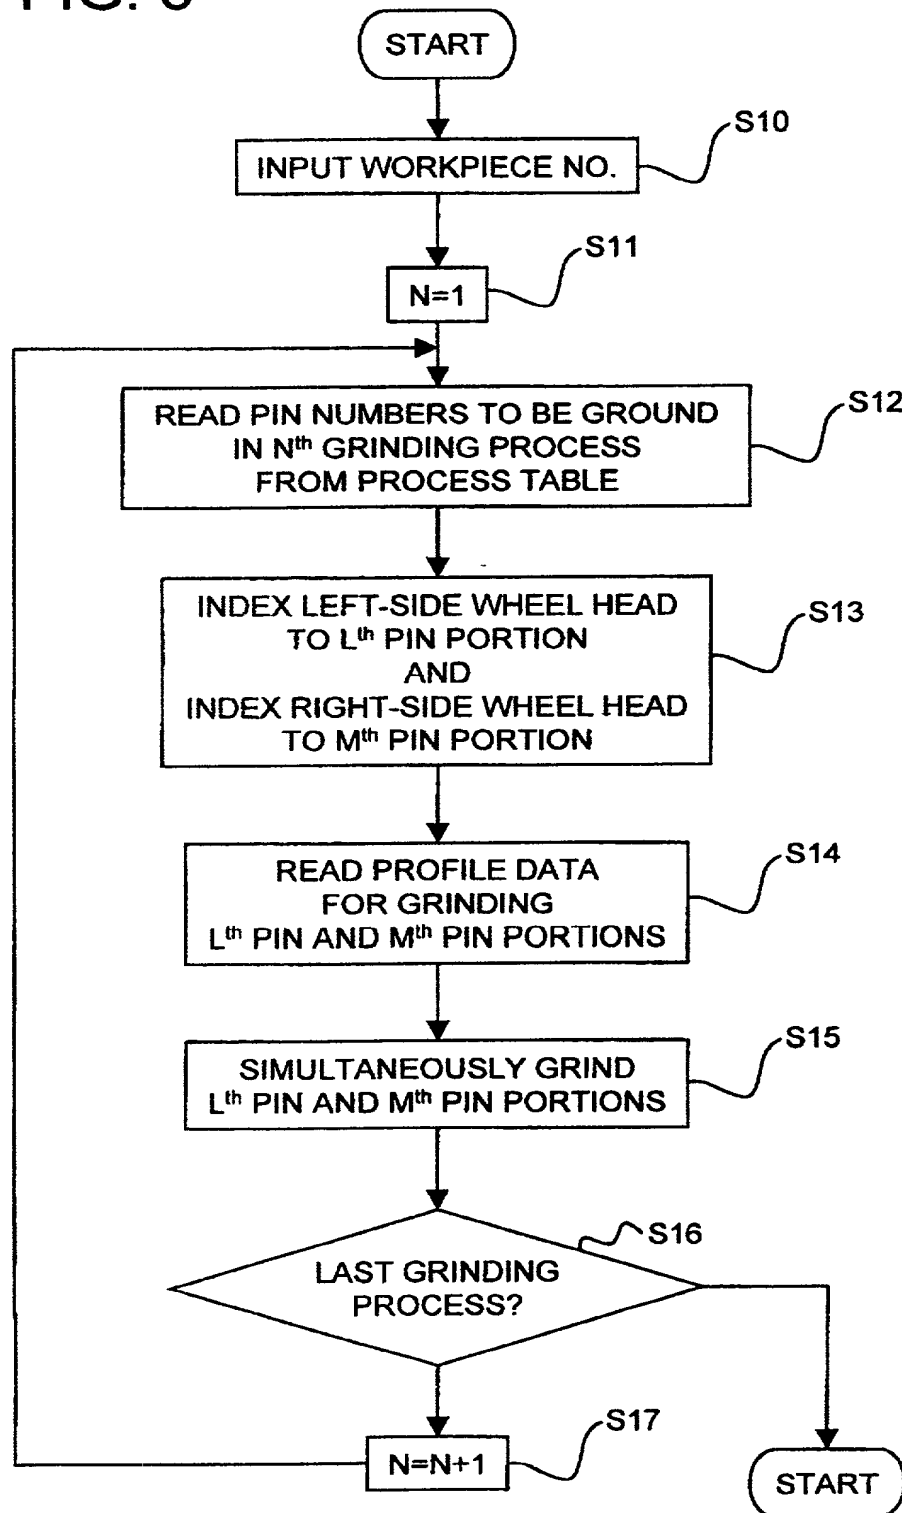 START
S10
INPUT WORKPIECE NO.
S11
N=1
S12
READ PIN NUMBERS TO BE GROUND
IN Nth GRINDING PROCESS
FROM PROCESS TABLE
S13
INDEX LEFT-SIDE WHEEL HEAD
TO Lth PIN PORTION
AND
INDEX RIGHT-SIDE WHEEL HEAD
TO Mth PIN PORTION
S14
READ PROFILE DATA
FOR GRINDING
Lth PIN AND Mth PIN PORTIONS
S15
SIMULTANEOUSLY GRIND
Lth PIN AND Mth PIN PORTIONS
S16
LAST GRINDING
PROCESS?
S17
N=N+1
START